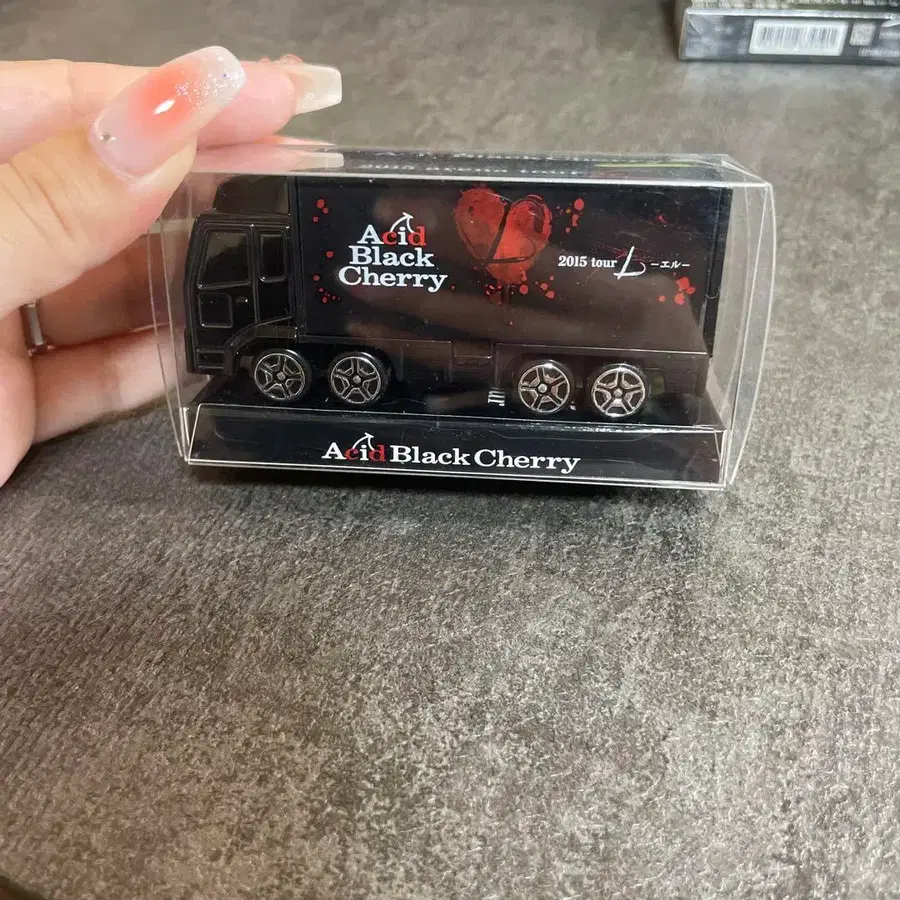 Acid
Black
Cherry
2015 tour L -エル-
Acid Black Cherry